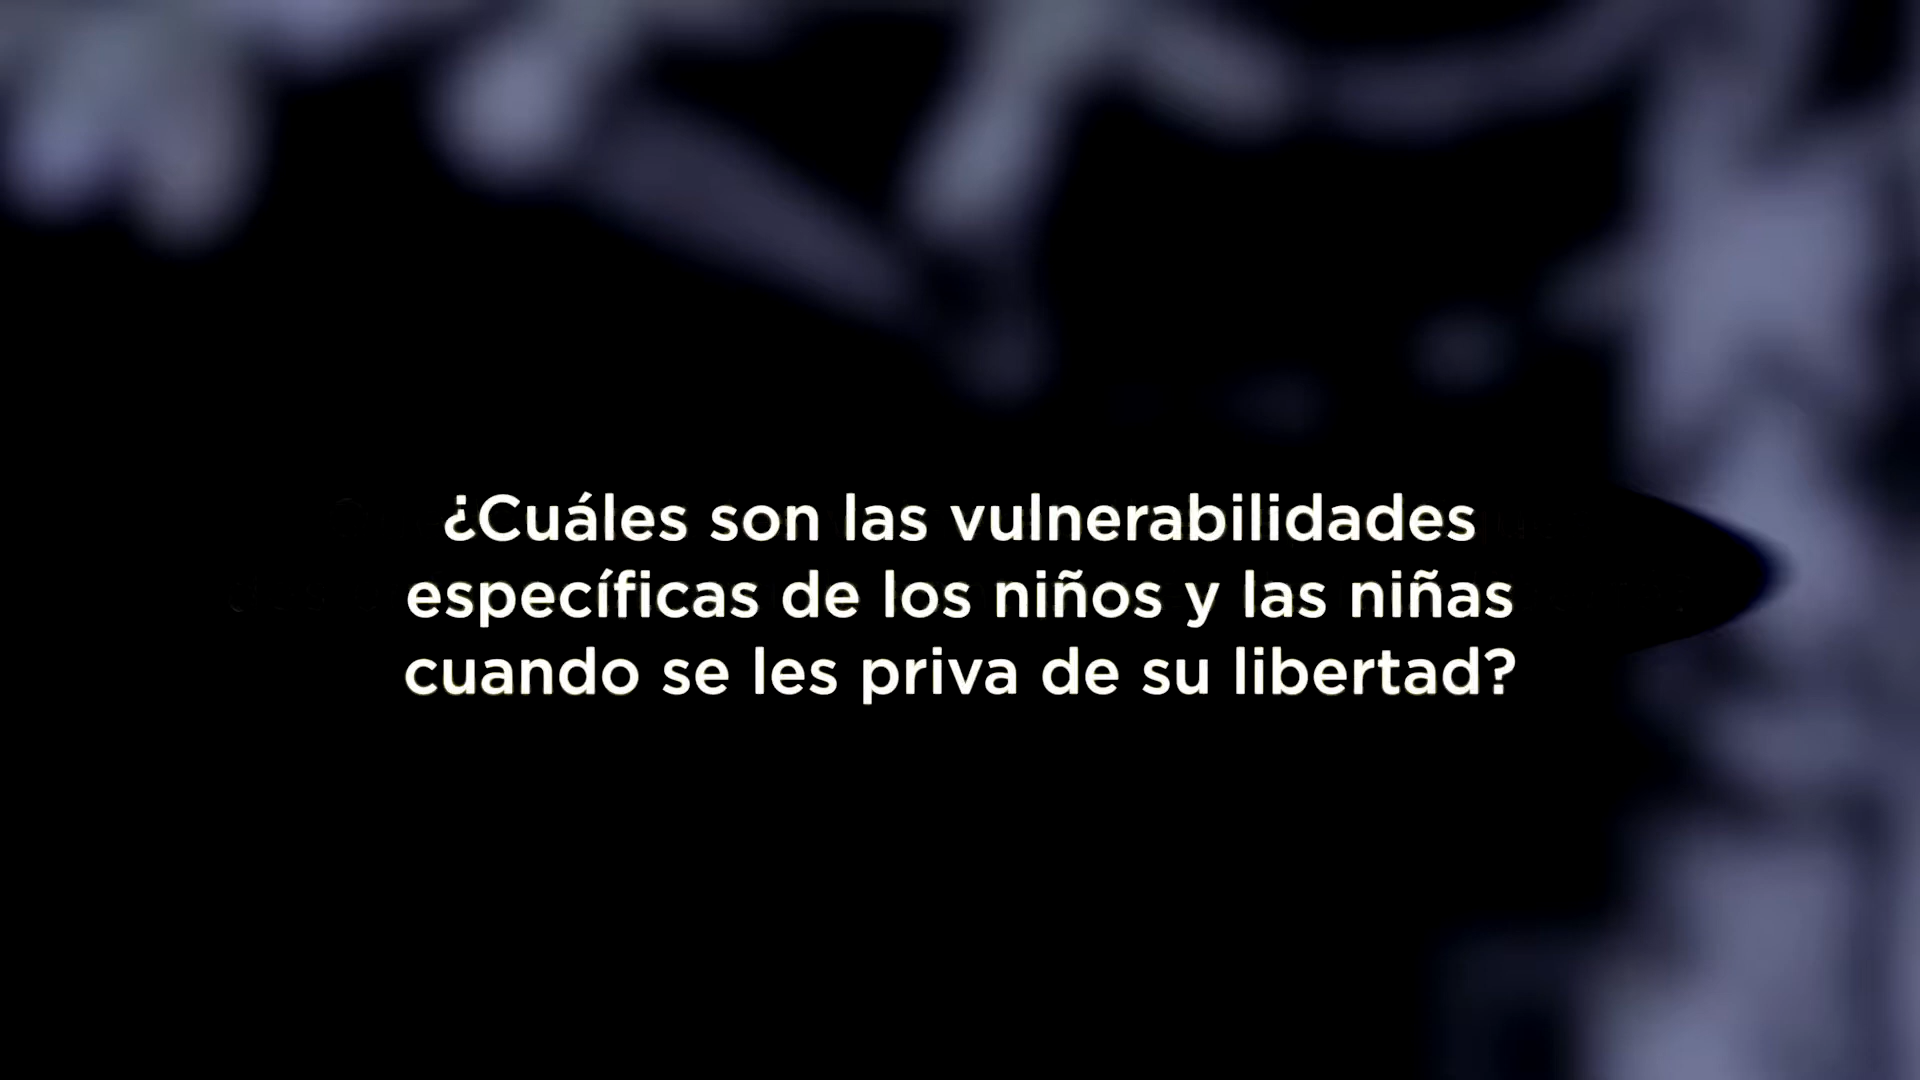 ¿Cuáles son las vulnerabilidades
específicas de los niños y las niñas
cuando se les priva de su libertad?